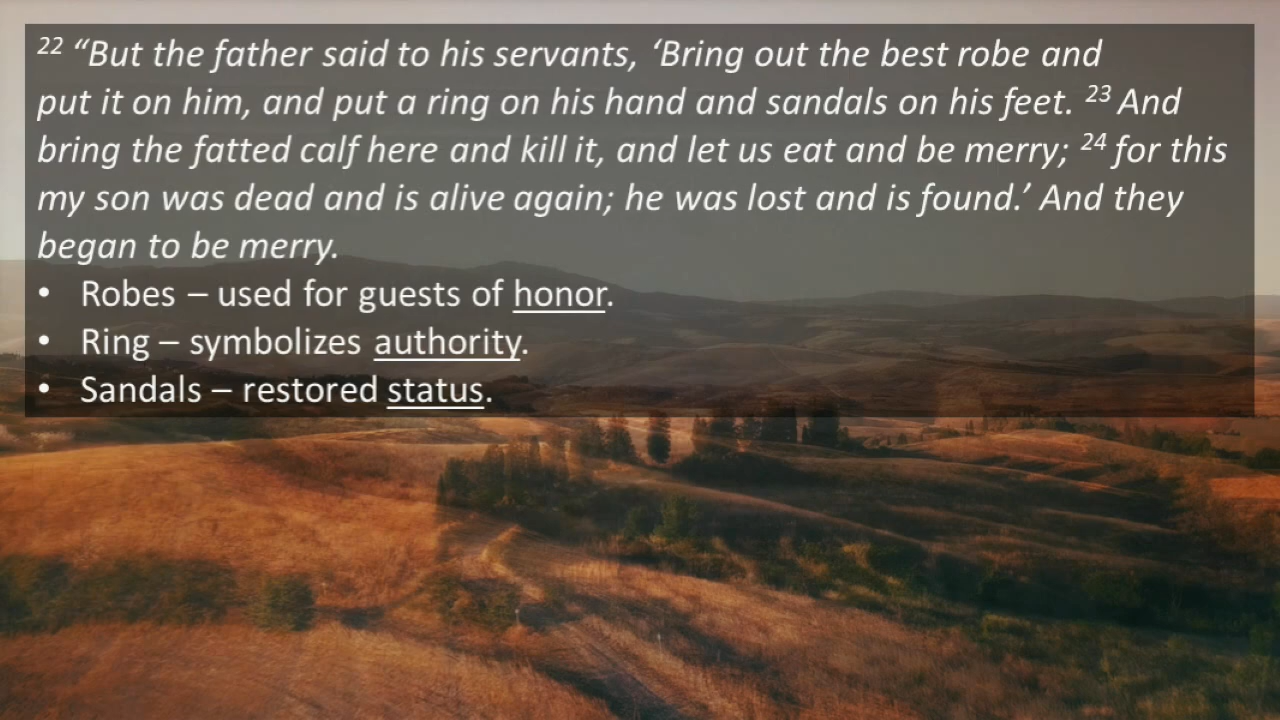 22 “But the father said to his servants, ‘Bring out the best robe and
put it on him, and put a ring on his hand and sandals on his feet. 23 And
bring the fatted calf here and kill it, and let us eat and be merry; 24 for this
my son was dead and is alive again; he was lost and is found.’ And they
began to be merry.
• Robes – used for guests of honor.
• Ring – symbolizes authority.
• Sandals – restored status.